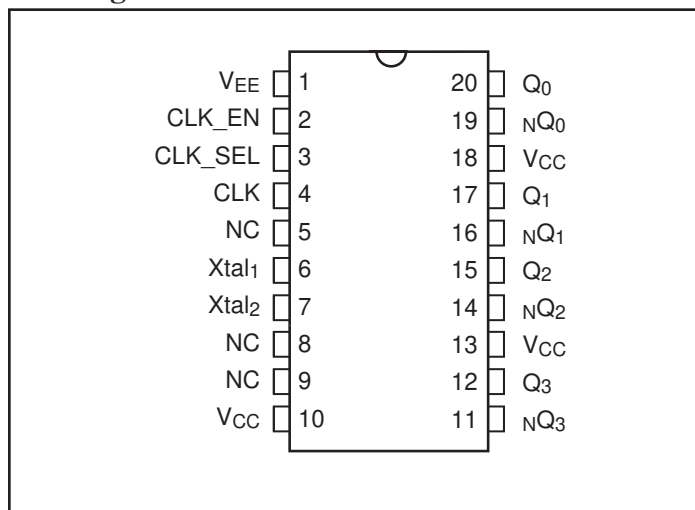 VEE 1 20 Q0
CLK_EN 2 19 NQ0
CLK_SEL 3 18 VCC
CLK 4 17 Q1
NC 5 16 NQ1
Xtal1 6 15 Q2
Xtal2 7 14 NQ2
NC 8 13 VCC
NC 9 12 Q3
VCC 10 11 NQ3